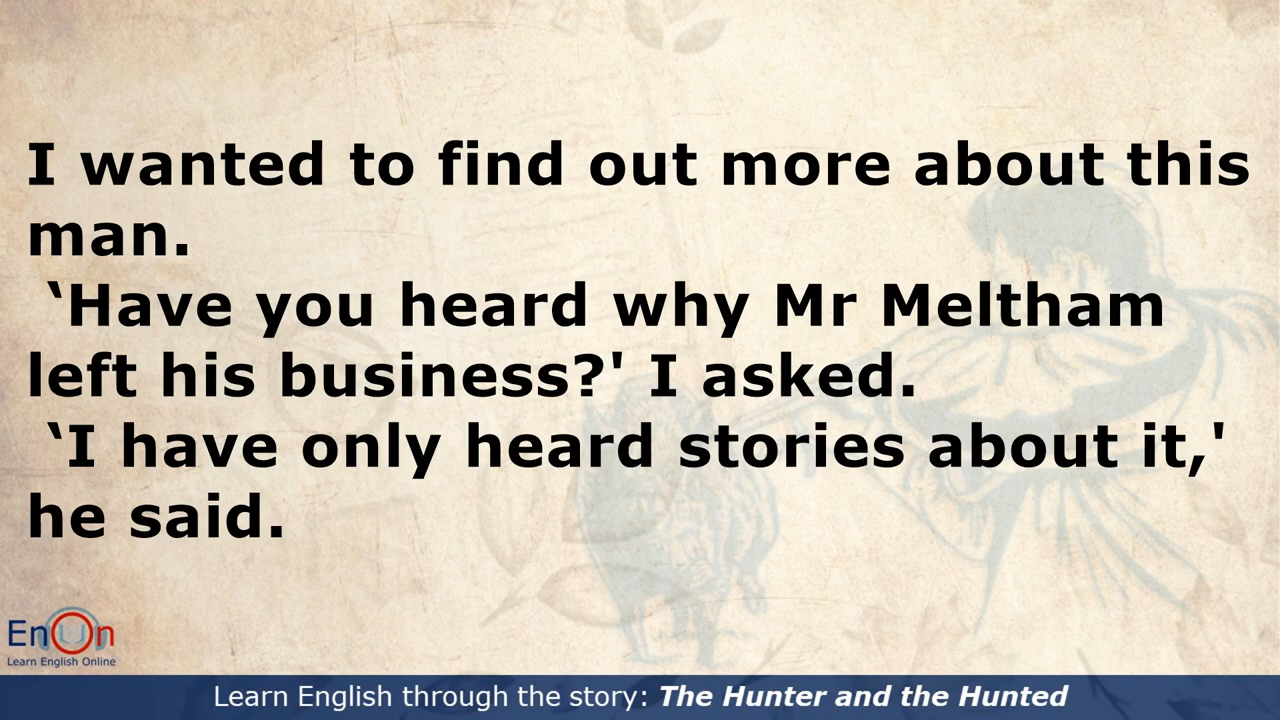 I wanted to find out more about this
man.
‘Have you heard why Mr Meltham
left his business?' I asked.
‘I have only heard stories about it,'
he said.
EnOn
Learn English Online
Learn English through the story: The Hunter and the Hunted